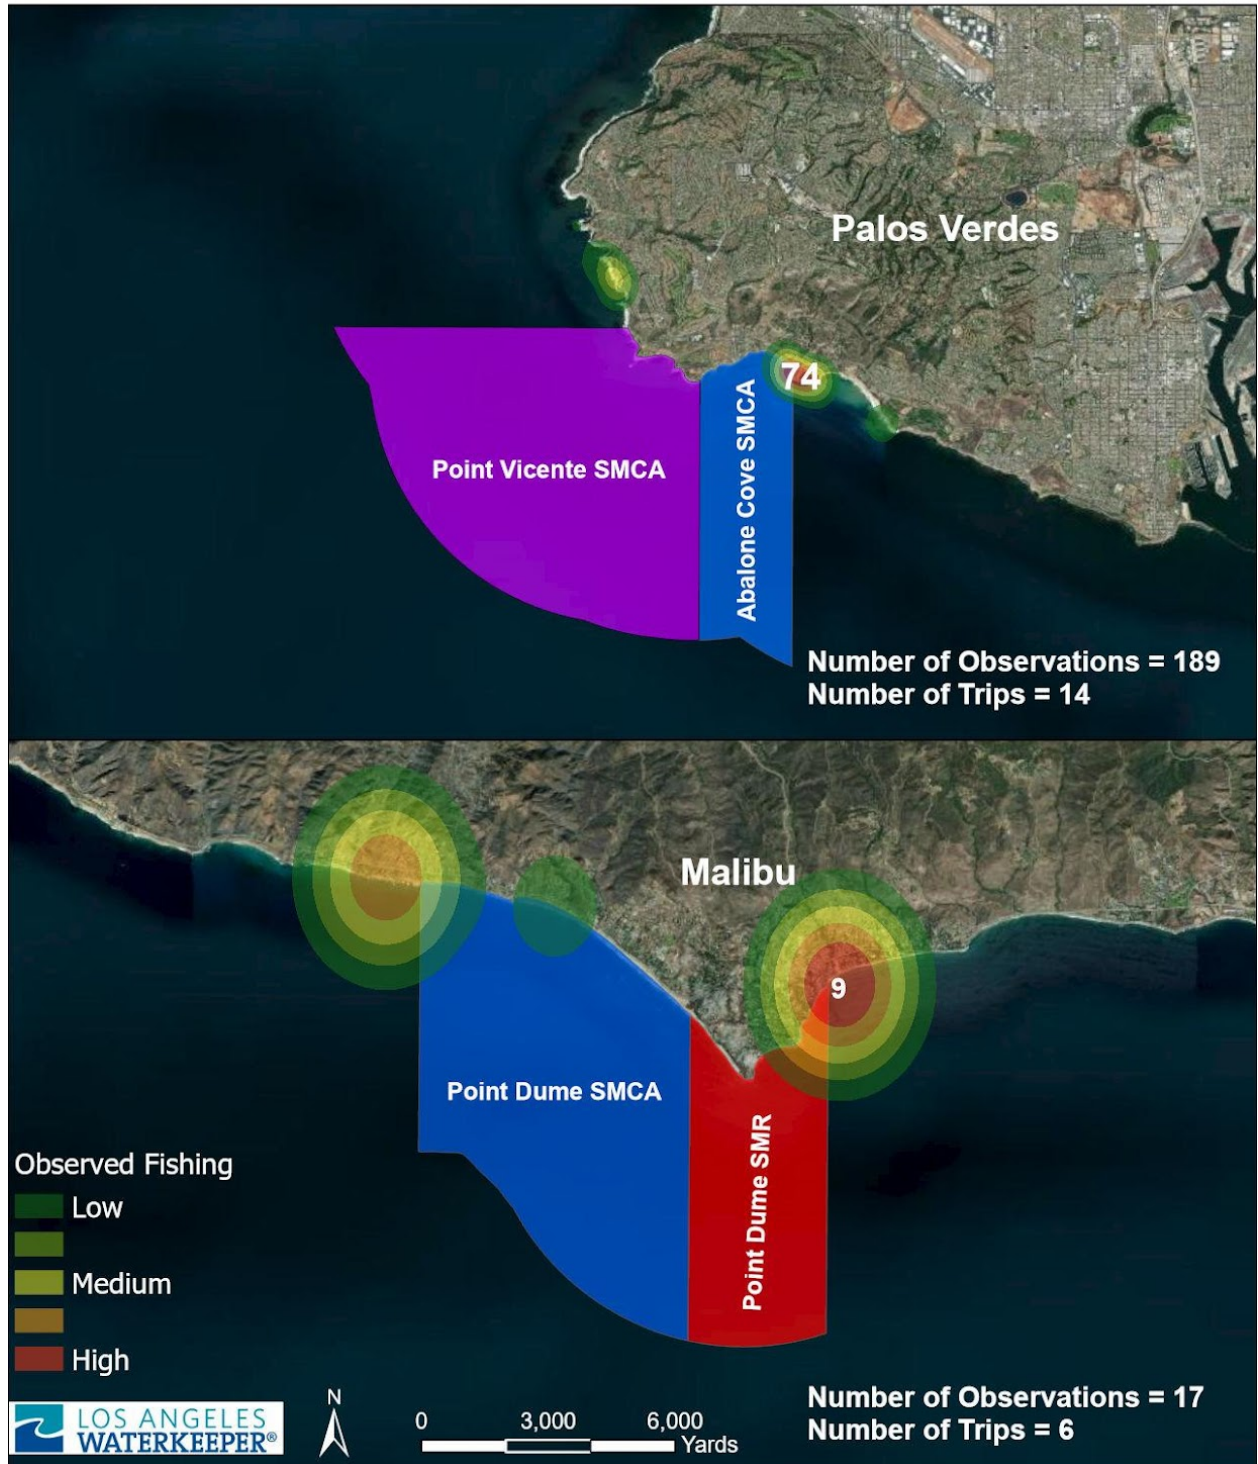 Palos Verdes
74
Point Vicente SMCA
Abalone Cove SMCA
Number of Observations = 189
Number of Trips = 14
Malibu
9
Point Dume SMCA
Point Dume SMR
Observed Fishing
Low
Medium
High
LOS ANGELES
WATERKEEPER®
N
0 3,000 6,000
Yards
Number of Observations = 17
Number of Trips = 6